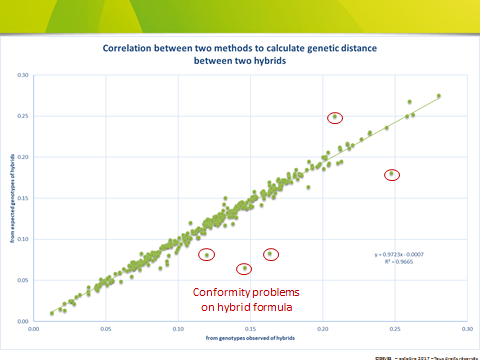 Correlation between two methods to calculate genetic distance
between two hybrids
0.30
0.25
0.20
0.15
0.10
0.05
0.00
from expected genotypes of hybrids
y = 0.9723x - 0.0007
R² = 0.9665
Conformity problems
on hybrid formula
0.00
0.05
0.10
0.15
0.20
0.25
0.30
from genotypes observed of hybrids
2017